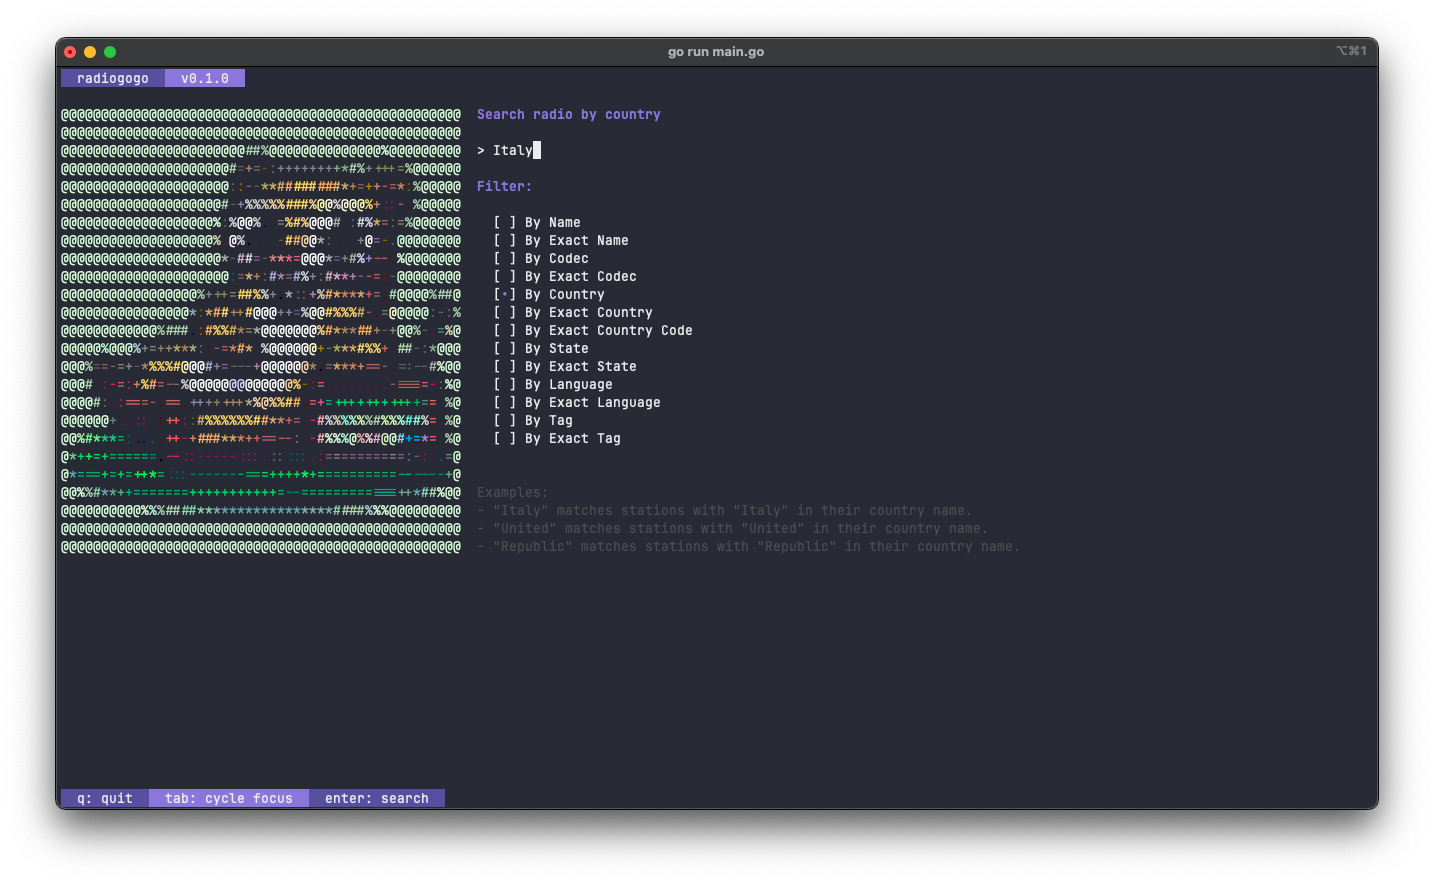 go run main.go
⌥⌘1
radiogogo v0.1.0
Search radio by country
> Italy
Filter:
[ ] By Name
[ ] By Exact Name
[ ] By Codec
[ ] By Exact Codec
[•] By Country
[ ] By Exact Country
[ ] By Exact Country Code
[ ] By State
[ ] By Exact State
[ ] By Language
[ ] By Exact Language
[ ] By Tag
[ ] By Exact Tag
Examples:
- "Italy" matches stations with "Italy" in their country name.
- "United" matches stations with "United" in their country name.
- "Republic" matches stations with "Republic" in their country name.
q: quit tab: cycle focus enter: search